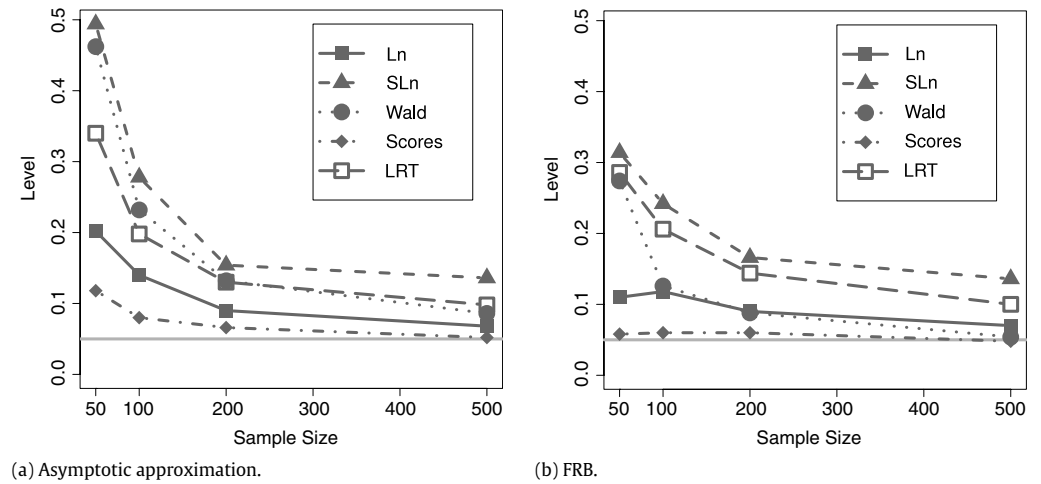 0.5
0.4
0.3
0.2
0.1
0.0
Level
Ln
SLn
Wald
Scores
LRT
50 100 200 300 400 500
Sample Size
(a) Asymptotic approximation.
0.5
0.4
0.3
0.2
0.1
0.0
Level
Ln
SLn
Wald
Scores
LRT
50 100 200 300 400 500
Sample Size
(b) FRB.